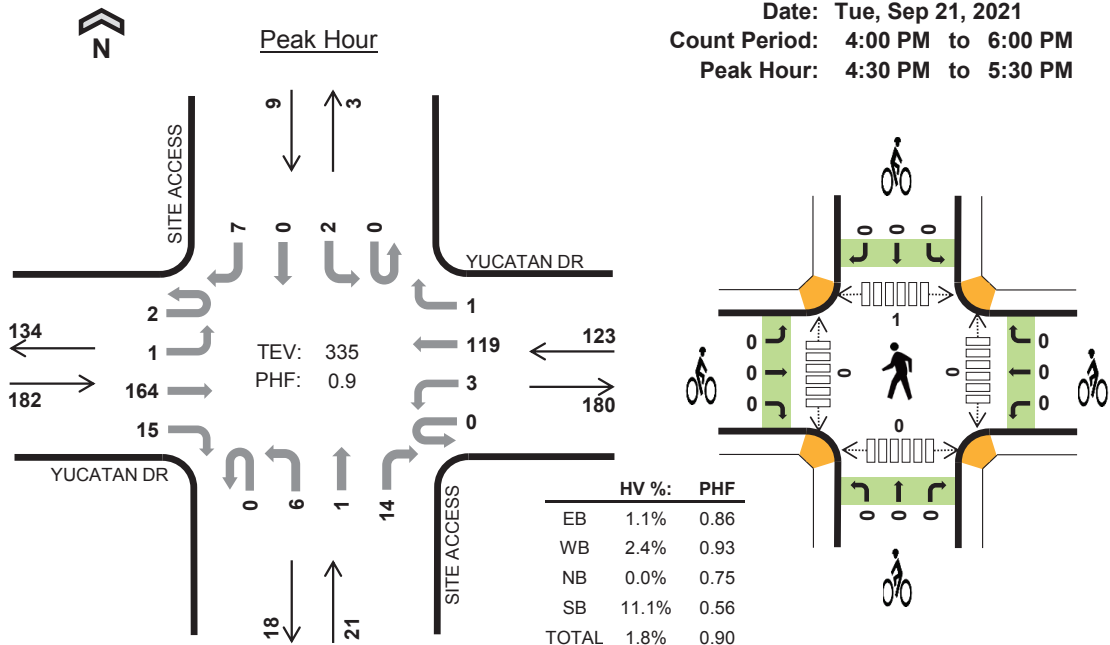 Date: Tue, Sep 21, 2021
Count Period: 4:00 PM to 6:00 PM
Peak Hour: 4:30 PM to 5:30 PM
N
Peak Hour
9
3
SITE ACCESS
7 0 2 0
YUCATAN DR
2
1
134
1
119
123
TEV: 335
PHF: 0.9
182
164
3
180
15
0
YUCATAN DR
0 6 1 14
SITE ACCESS
18
21
HV %: PHF
EB 1.1% 0.86
WB 2.4% 0.93
NB 0.0% 0.75
SB 11.1% 0.56
TOTAL 1.8% 0.90
0 0 0
1
0
0
0
0
0
0
0
0
0
0 0 0